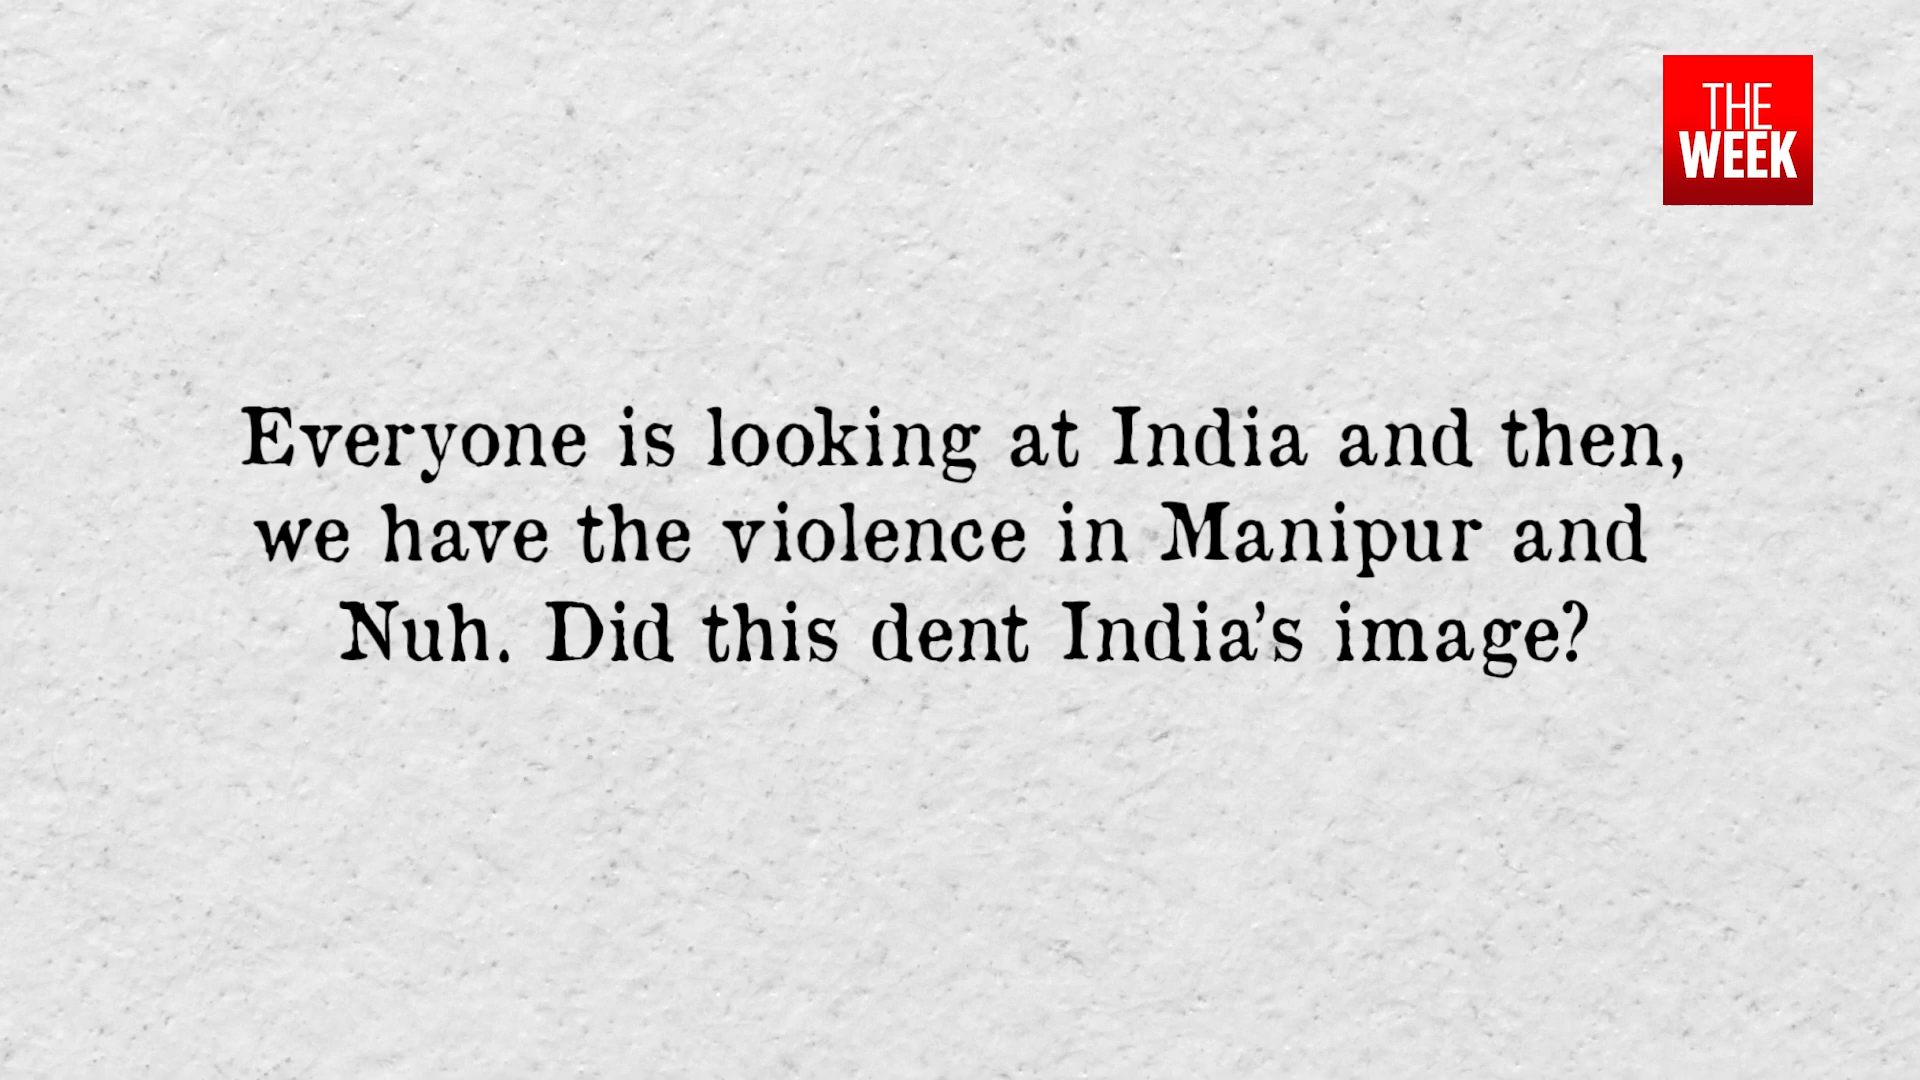 THE
WEEK
Everyone is looking at India and then,
we have the violence in Manipur and
Nuh. Did this dent India's image?